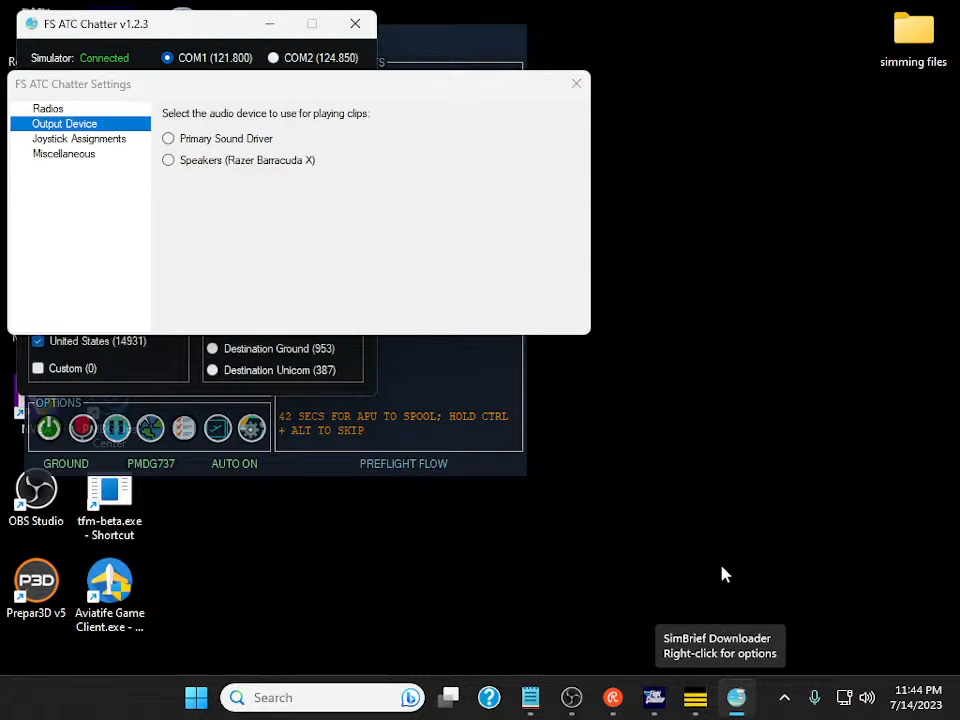 FS ATC Chatter v1.2.3
Simulator: Connected
COM1 (121.800)
COM2 (124.850)
FS ATC Chatter Settings
Radios
Output Device
Joystick Assignments
Miscellaneous
Select the audio device to use for playing clips:
Primary Sound Driver
Speakers (Razer Barracuda X)
United States (14931)
Custom (0)
Destination Ground (953)
Destination Unicom (387)
OPTIONS
42 SECS FOR APU TO SPOOL; HOLD CTRL
+ ALT TO SKIP
GROUND
PMDG737
AUTO ON
PREFLIGHT FLOW
simming files
OBS Studio
tfm-beta.exe
- Shortcut
P3D
Prepar3D v5
Aviatife Game
Client.exe - ...
SimBrief Downloader
Right-click for options
Search
11:44 PM
7/14/2023